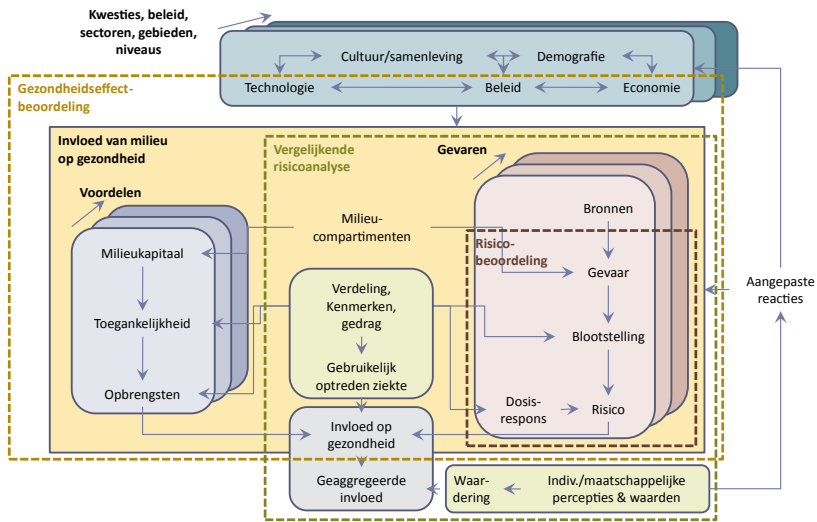 Kwesties, beleid,
sectoren, gebieden,
niveaus
Cultuur/samenleving
Demografie
Technologie
Beleid
Economie
Gezondheidseffect-
beoordeling
Invloed van milieu
op gezondheid
Vergelijkende
risicoanalyse
Gevaren
Voordelen
Bronnen
Milieu-
compartimenten
Risico-
beoordeling
Milieukapitaal
Gevaar
Aangepaste
reacties
Verdeling,
Kenmerken,
gedrag
Toegankelijkheid
Blootstelling
Gebruikelijk
optreden ziekte
Opbrengsten
Dosis-
respons
Risico
Invloed op
gezondheid
Geaggregeerde
invloed
Waar-
dering
Indiv./maatschappelijke
percepties & waarden